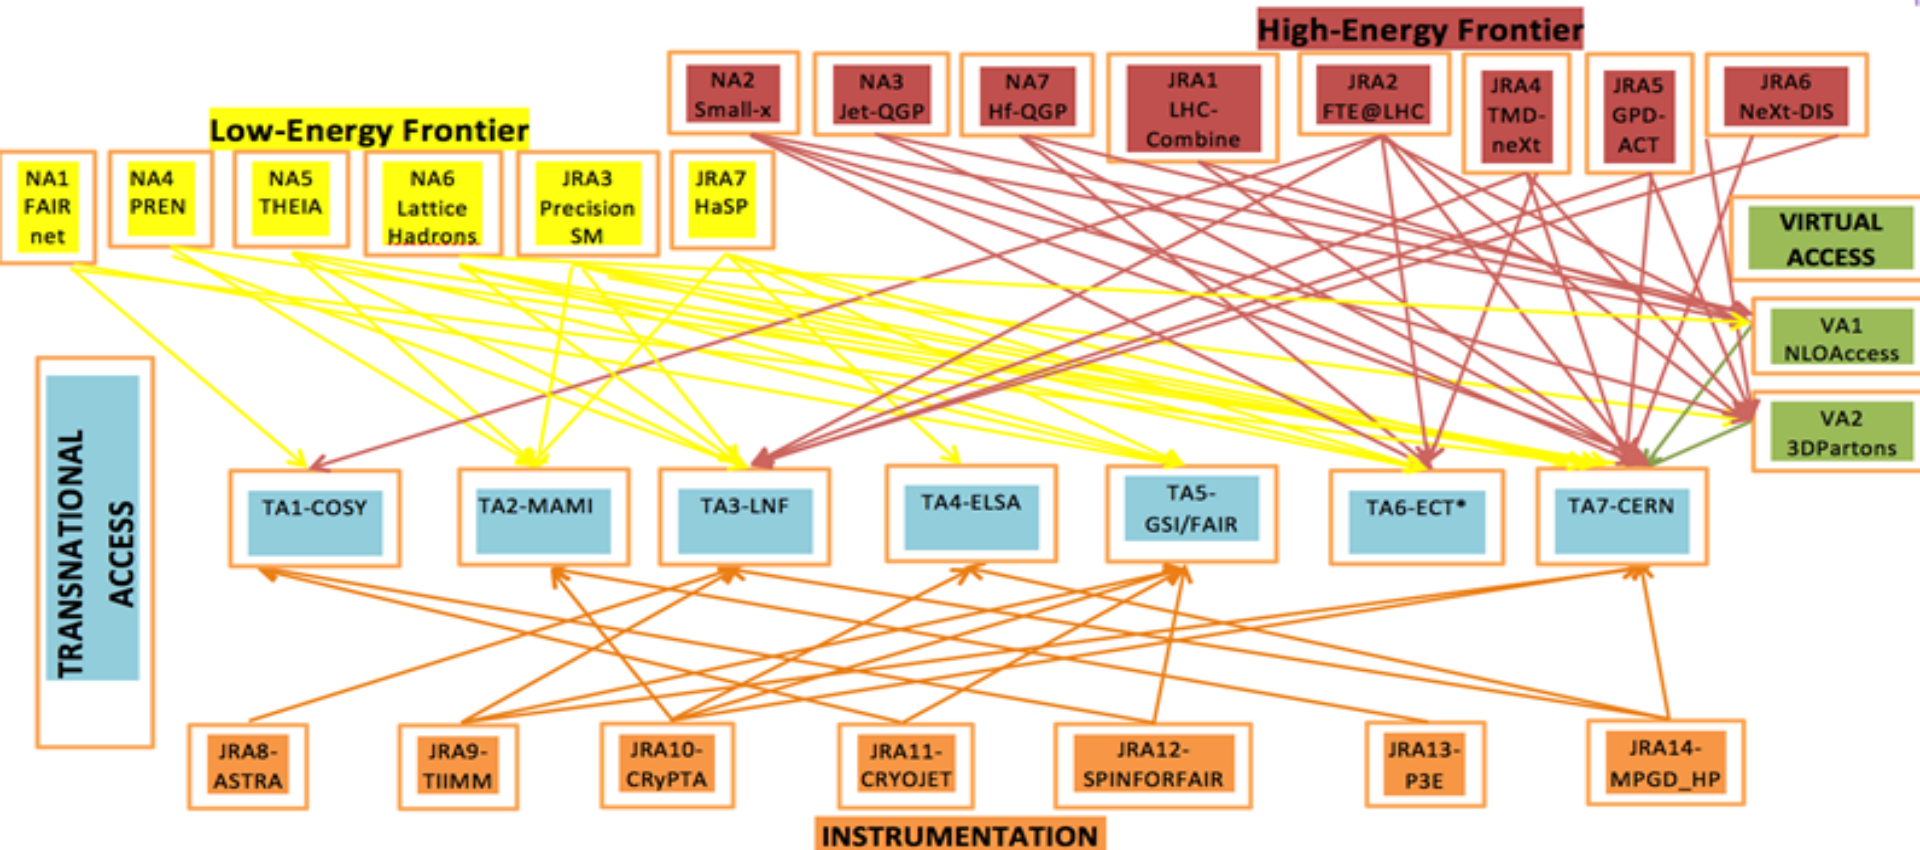 High-Energy Frontier
NA2
Small-x
NA3
Jet-QGP
NA7
Hf-QGP
JRA1
LHC-
Combine
JRA2
FTE@LHC
JRA4
TMD-
neXt
JRA5
GPD-
ACT
JRA6
NeXt-DIS
Low-Energy Frontier
NA1
FAIR
net
NA4
PREN
NA5
THEIA
NA6
Lattice
Hadrons
JRA3
Precision
SM
JRA7
HaSP
VIRTUAL
ACCESS
VA1
NLOAccess
VA2
3DPartons
TRANSNATIONAL
ACCESS
TA1-COSY
TA2-MAMI
TA3-LNF
TA4-ELSA
TA5-
GSI/FAIR
TA6-ECT*
TA7-CERN
JRA8-
ASTRA
JRA9-
TIIMM
JRA10-
CRyPTA
JRA11-
CRYOJET
JRA12-
SPINFORFAIR
JRA13-
P3E
JRA14-
MPGD_HP
INSTRUMENTATION